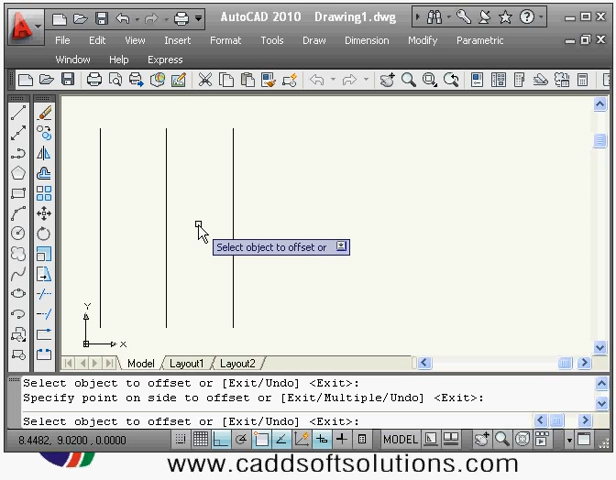 AutoCAD 2010 Drawing1.dwg
File Edit View Insert Format Tools Draw Dimension Modify Parametric
Window Help Express
Select object to offset or
Y
X
Model Layout1 Layout2
Select object to offset or [Exit/Undo] <Exit>:
Specify point on side to offset or [Exit/Multiple/Undo] <Exit>:
Select object to offset or [Exit/Undo] <Exit>:
8.4482, 9.0200, 0.0000 MODEL
www.caddsoftsolutions.com